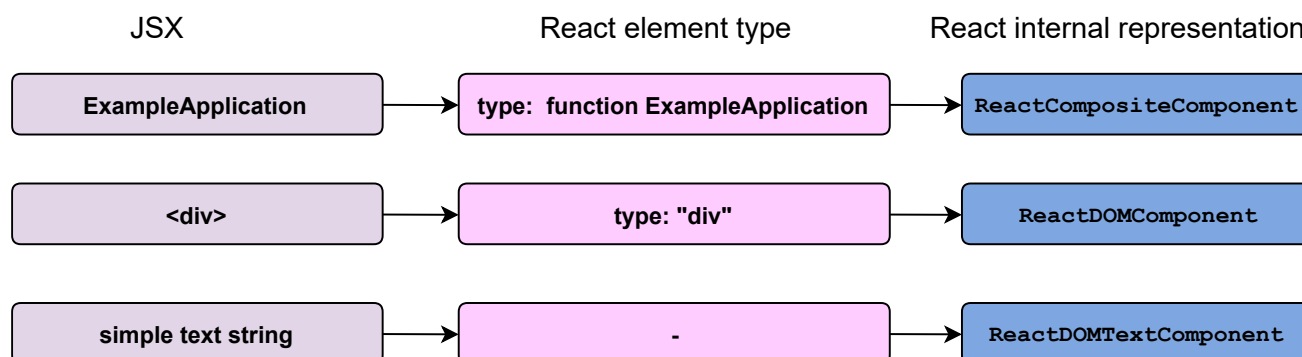 JSX React element type React internal representation
ExampleApplication type: function ExampleApplication ReactCompositeComponent
<div> type: "div" ReactDOMComponent
simple text string - ReactDOMTextComponent